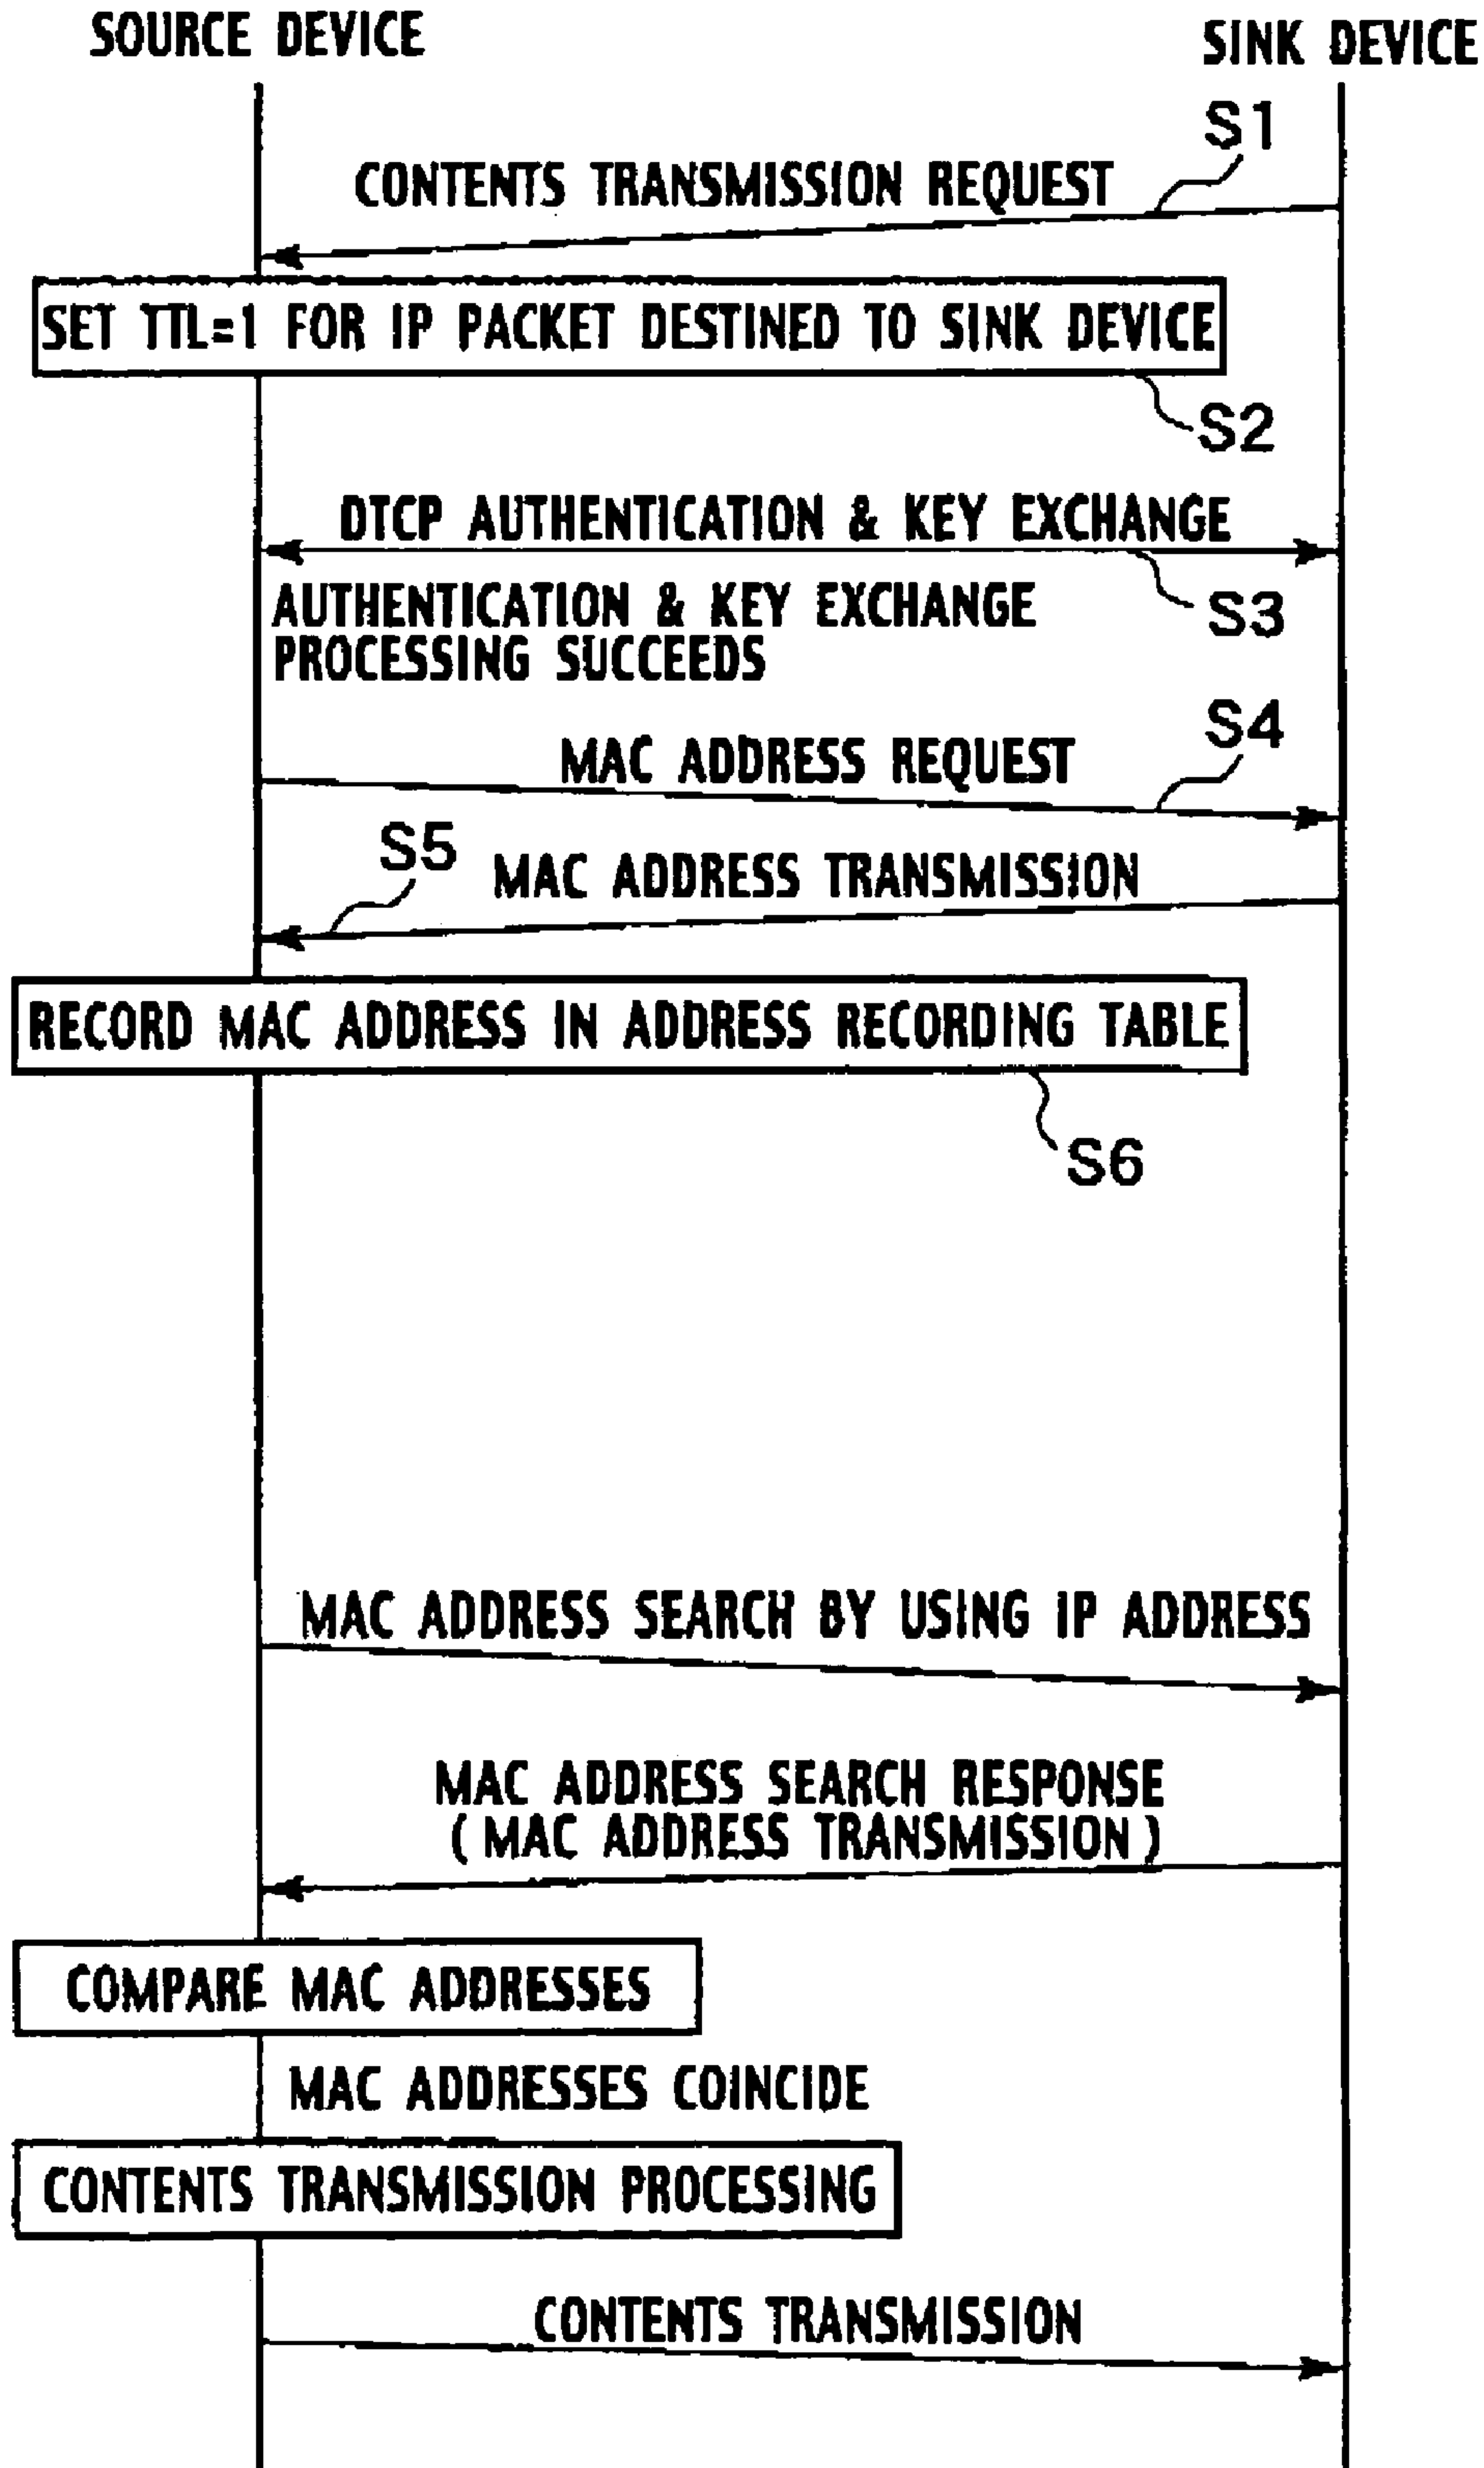 SOURCE DEVICE
SINK DEVICE
S1
CONTENTS TRANSMISSION REQUEST
SET TTL=1 FOR IP PACKET DESTINED TO SINK DEVICE
S2
DTCP AUTHENTICATION & KEY EXCHANGE
S3
AUTHENTICATION & KEY EXCHANGE
PROCESSING SUCCEEDS
S4
MAC ADDRESS REQUEST
S5
MAC ADDRESS TRANSMISSION
RECORD MAC ADDRESS IN ADDRESS RECORDING TABLE
S6
MAC ADDRESS SEARCH BY USING IP ADDRESS
MAC ADDRESS SEARCH RESPONSE
(MAC ADDRESS TRANSMISSION)
COMPARE MAC ADDRESSES
MAC ADDRESSES COINCIDE
CONTENTS TRANSMISSION PROCESSING
CONTENTS TRANSMISSION